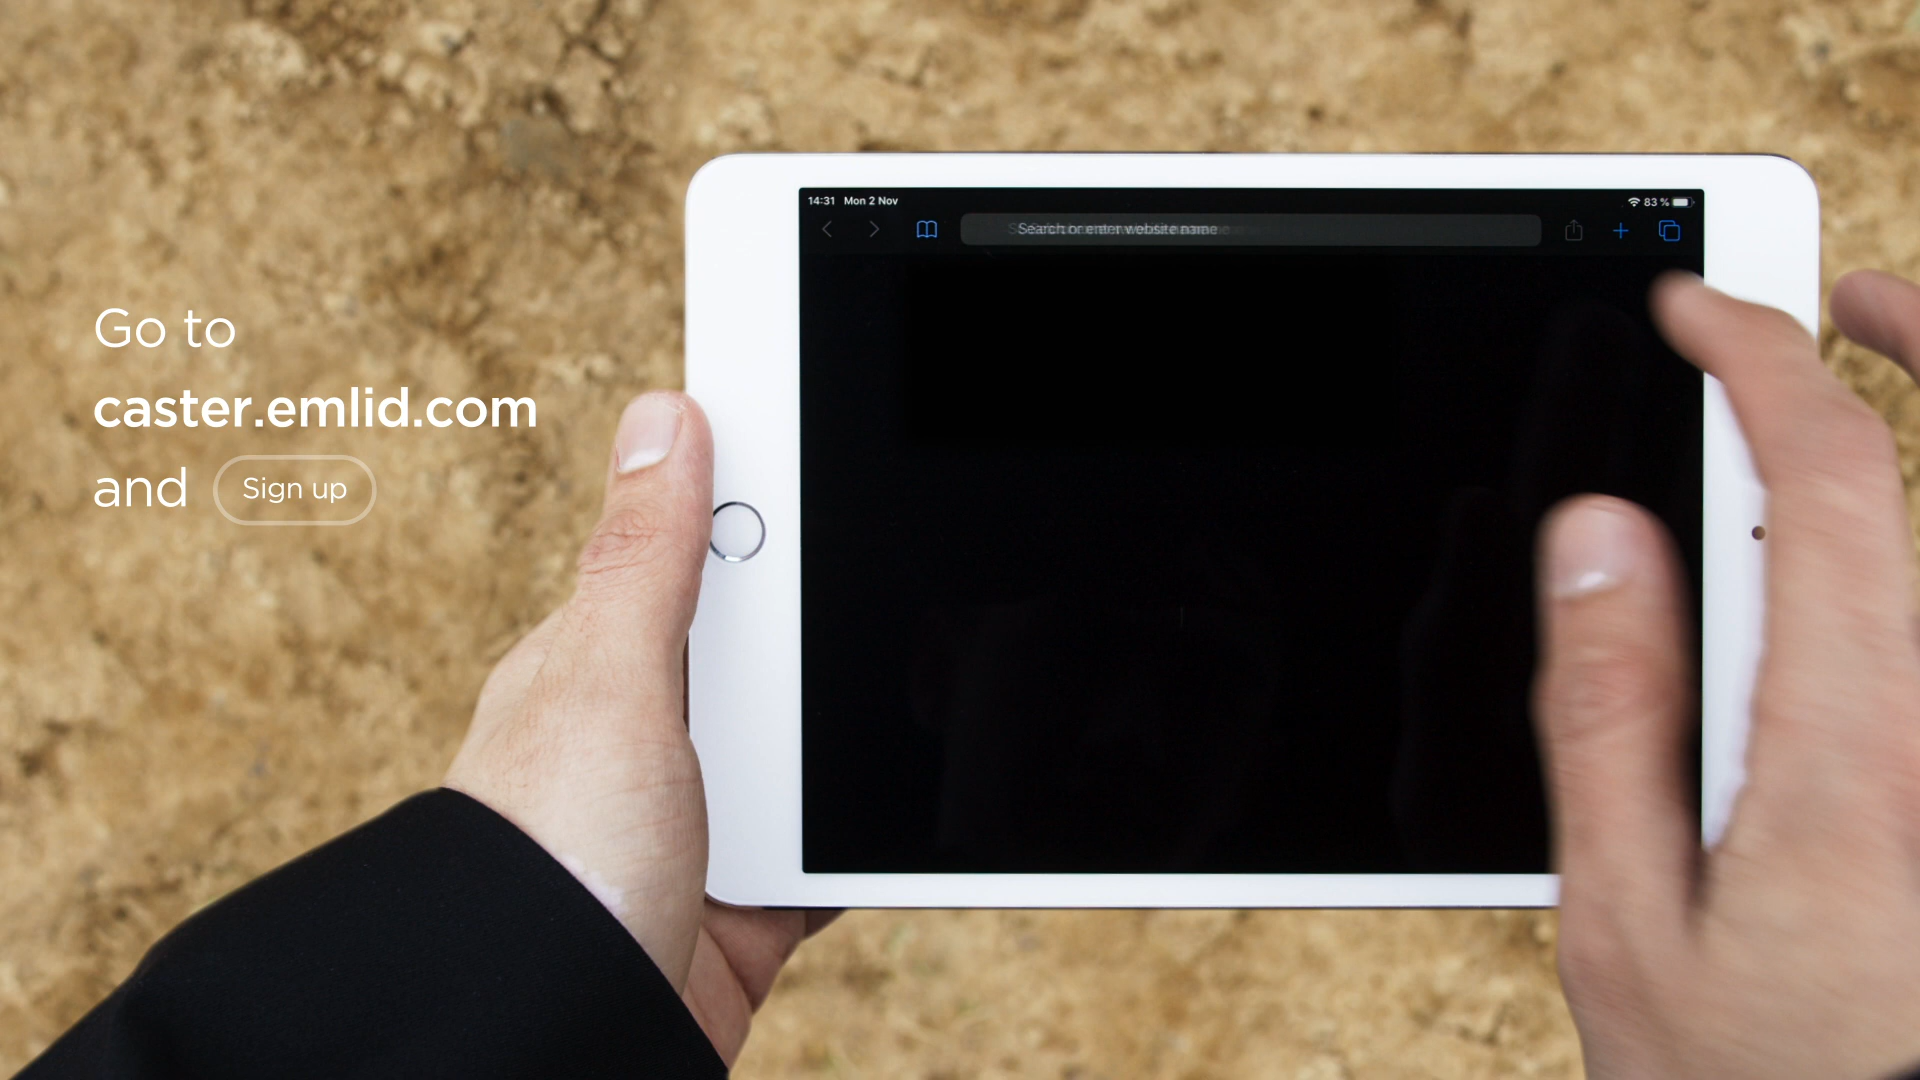 Go to
caster.emlid.com
and Sign up
14:31 Mon 2 Nov
83 %
Search or enter website name